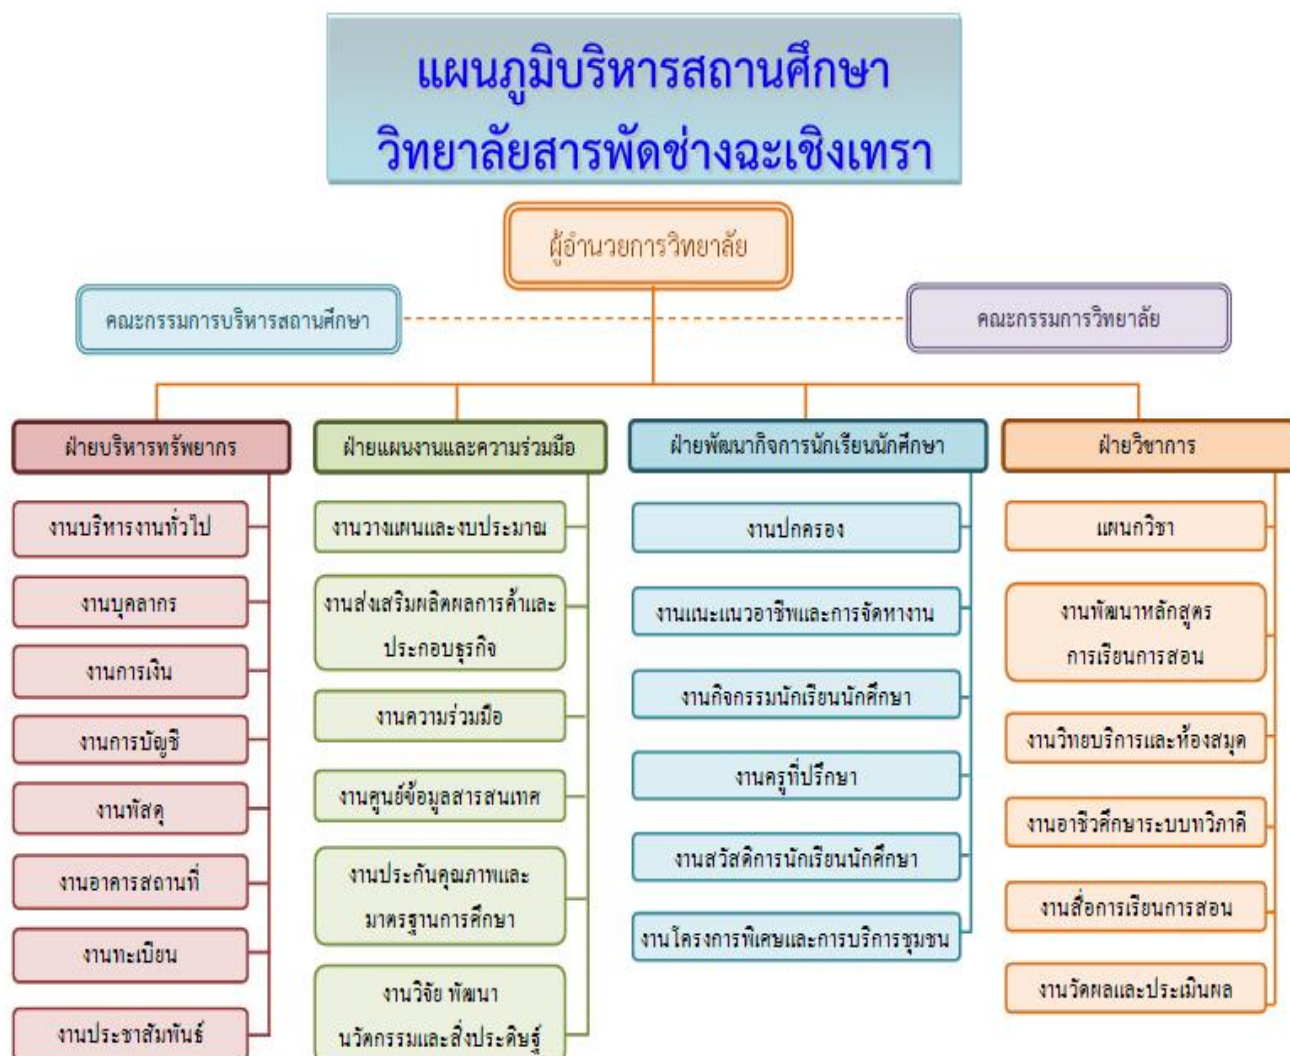 แผนภูมิบริหารสถานศึกษา
วิทยาลัยสารพัดช่างฉะเชิงเทรา
ผู้อำนวยการวิทยาลัย
คณะกรรมการบริหารสถานศึกษา
คณะกรรมการวิทยาลัย
ฝ่ายบริหารทรัพยากร
งานบริหารงานทั่วไป
งานบุคลากร
งานการเงิน
งานการบัญชี
งานพัสดุ
งานอาคารสถานที่
งานทะเบียน
งานประชาสัมพันธ์
ฝ่ายแผนงานและความร่วมมือ
งานวางแผนและงบประมาณ
งานส่งเสริมผลิตผลการค้าและ
ประกอบธุรกิจ
งานความร่วมมือ
งานศูนย์ข้อมูลสารสนเทศ
งานประกันคุณภาพและ
มาตรฐานการศึกษา
งานวิจัย พัฒนา
นวัตกรรมและสิ่งประดิษฐ์
ฝ่ายพัฒนากิจการนักเรียนนักศึกษา
งานปกครอง
งานแนะแนวอาชีพและการจัดหางาน
งานกิจกรรมนักเรียนนักศึกษา
งานครูที่ปรึกษา
งานสวัสดิการนักเรียนนักศึกษา
งานโครงการพิเศษและการบริการชุมชน
ฝ่ายวิชาการ
แผนกวิชา
งานพัฒนาหลักสูตร
การเรียนการสอน
งานวิทยบริการและห้องสมุด
งานอาชีวศึกษาระบบทวิภาคี
งานสื่อการเรียนการสอน
งานวัดผลและประเมินผล